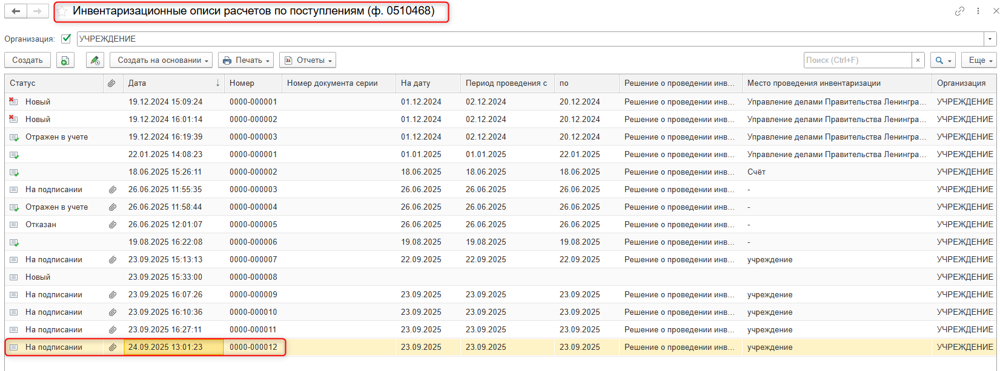 Инвентаризационные описи расчетов по поступлениям (ф. 0510468)
Организация: УЧРЕЖДЕНИЕ
Создать Создать на основании Печать Отчеты Поиск (Ctrl+F) × Еще
Статус Дата ↓ Номер Номер документа серии На дату Период проведения с по Решение о проведении инв... Место проведения инвентаризации Организация
Новый 19.12.2024 15:09:24 0000-000001 01.12.2024 02.12.2024 20.12.2024 Решение о проведении инв... Управление делами Правительства Ленингра... УЧРЕЖДЕНИЕ
Новый 19.12.2024 16:01:14 0000-000002 01.12.2024 02.12.2024 20.12.2024 Решение о проведении инв... Управление делами Правительства Ленингра... УЧРЕЖДЕНИЕ
Отражен в учете 19.12.2024 16:19:39 0000-000003 01.12.2024 02.12.2024 20.12.2024 Решение о проведении инв... Управление делами Правительства Ленингра... УЧРЕЖДЕНИЕ
22.01.2025 14:08:23 0000-000001 01.01.2025 01.01.2025 22.01.2025 Решение о проведении инв... Управление делами Правительства Ленингра... УЧРЕЖДЕНИЕ
18.06.2025 15:26:11 0000-000002 18.06.2025 18.06.2025 18.06.2025 Решение о проведении инв... Счёт УЧРЕЖДЕНИЕ
На подписании 26.06.2025 11:55:35 0000-000003 26.06.2025 26.06.2025 26.06.2025 Решение о проведении инв... - УЧРЕЖДЕНИЕ
Отражен в учете 26.06.2025 11:58:44 0000-000004 26.06.2025 26.06.2025 26.06.2025 Решение о проведении инв... - УЧРЕЖДЕНИЕ
Отказан 26.06.2025 12:01:07 0000-000005 26.06.2025 26.06.2025 26.06.2025 Решение о проведении инв... - УЧРЕЖДЕНИЕ
19.08.2025 16:22:08 0000-000006 19.08.2025 19.08.2025 19.08.2025 Решение о проведении инв... - УЧРЕЖДЕНИЕ
На подписании 23.09.2025 15:13:13 0000-000007 22.09.2025 22.09.2025 22.09.2025 Решение о проведении инв... учреждение УЧРЕЖДЕНИЕ
Новый 23.09.2025 15:33:00 0000-000008 УЧРЕЖДЕНИЕ
На подписании 23.09.2025 16:07:26 0000-000009 23.09.2025 23.09.2025 23.09.2025 Решение о проведении инв... учреждение УЧРЕЖДЕНИЕ
На подписании 23.09.2025 16:10:36 0000-000010 23.09.2025 23.09.2025 23.09.2025 Решение о проведении инв... учреждение УЧРЕЖДЕНИЕ
На подписании 23.09.2025 16:27:11 0000-000011 23.09.2025 23.09.2025 23.09.2025 Решение о проведении инв... учреждение УЧРЕЖДЕНИЕ
На подписании 24.09.2025 13:01:23 0000-000012 23.09.2025 23.09.2025 23.09.2025 Решение о проведении инв... учреждение УЧРЕЖДЕНИЕ